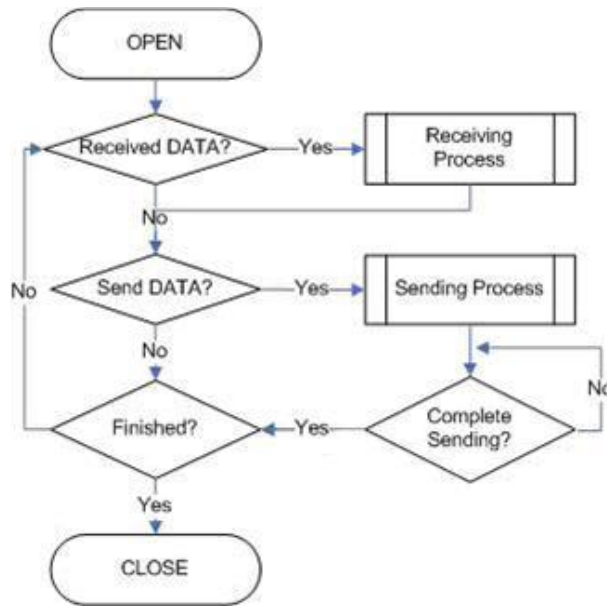 OPEN
Received DATA?
Yes
Receiving
Process
No
Send DATA?
Yes
Sending Process
No
No
Finished?
Yes
Complete
Sending?
No
Yes
CLOSE